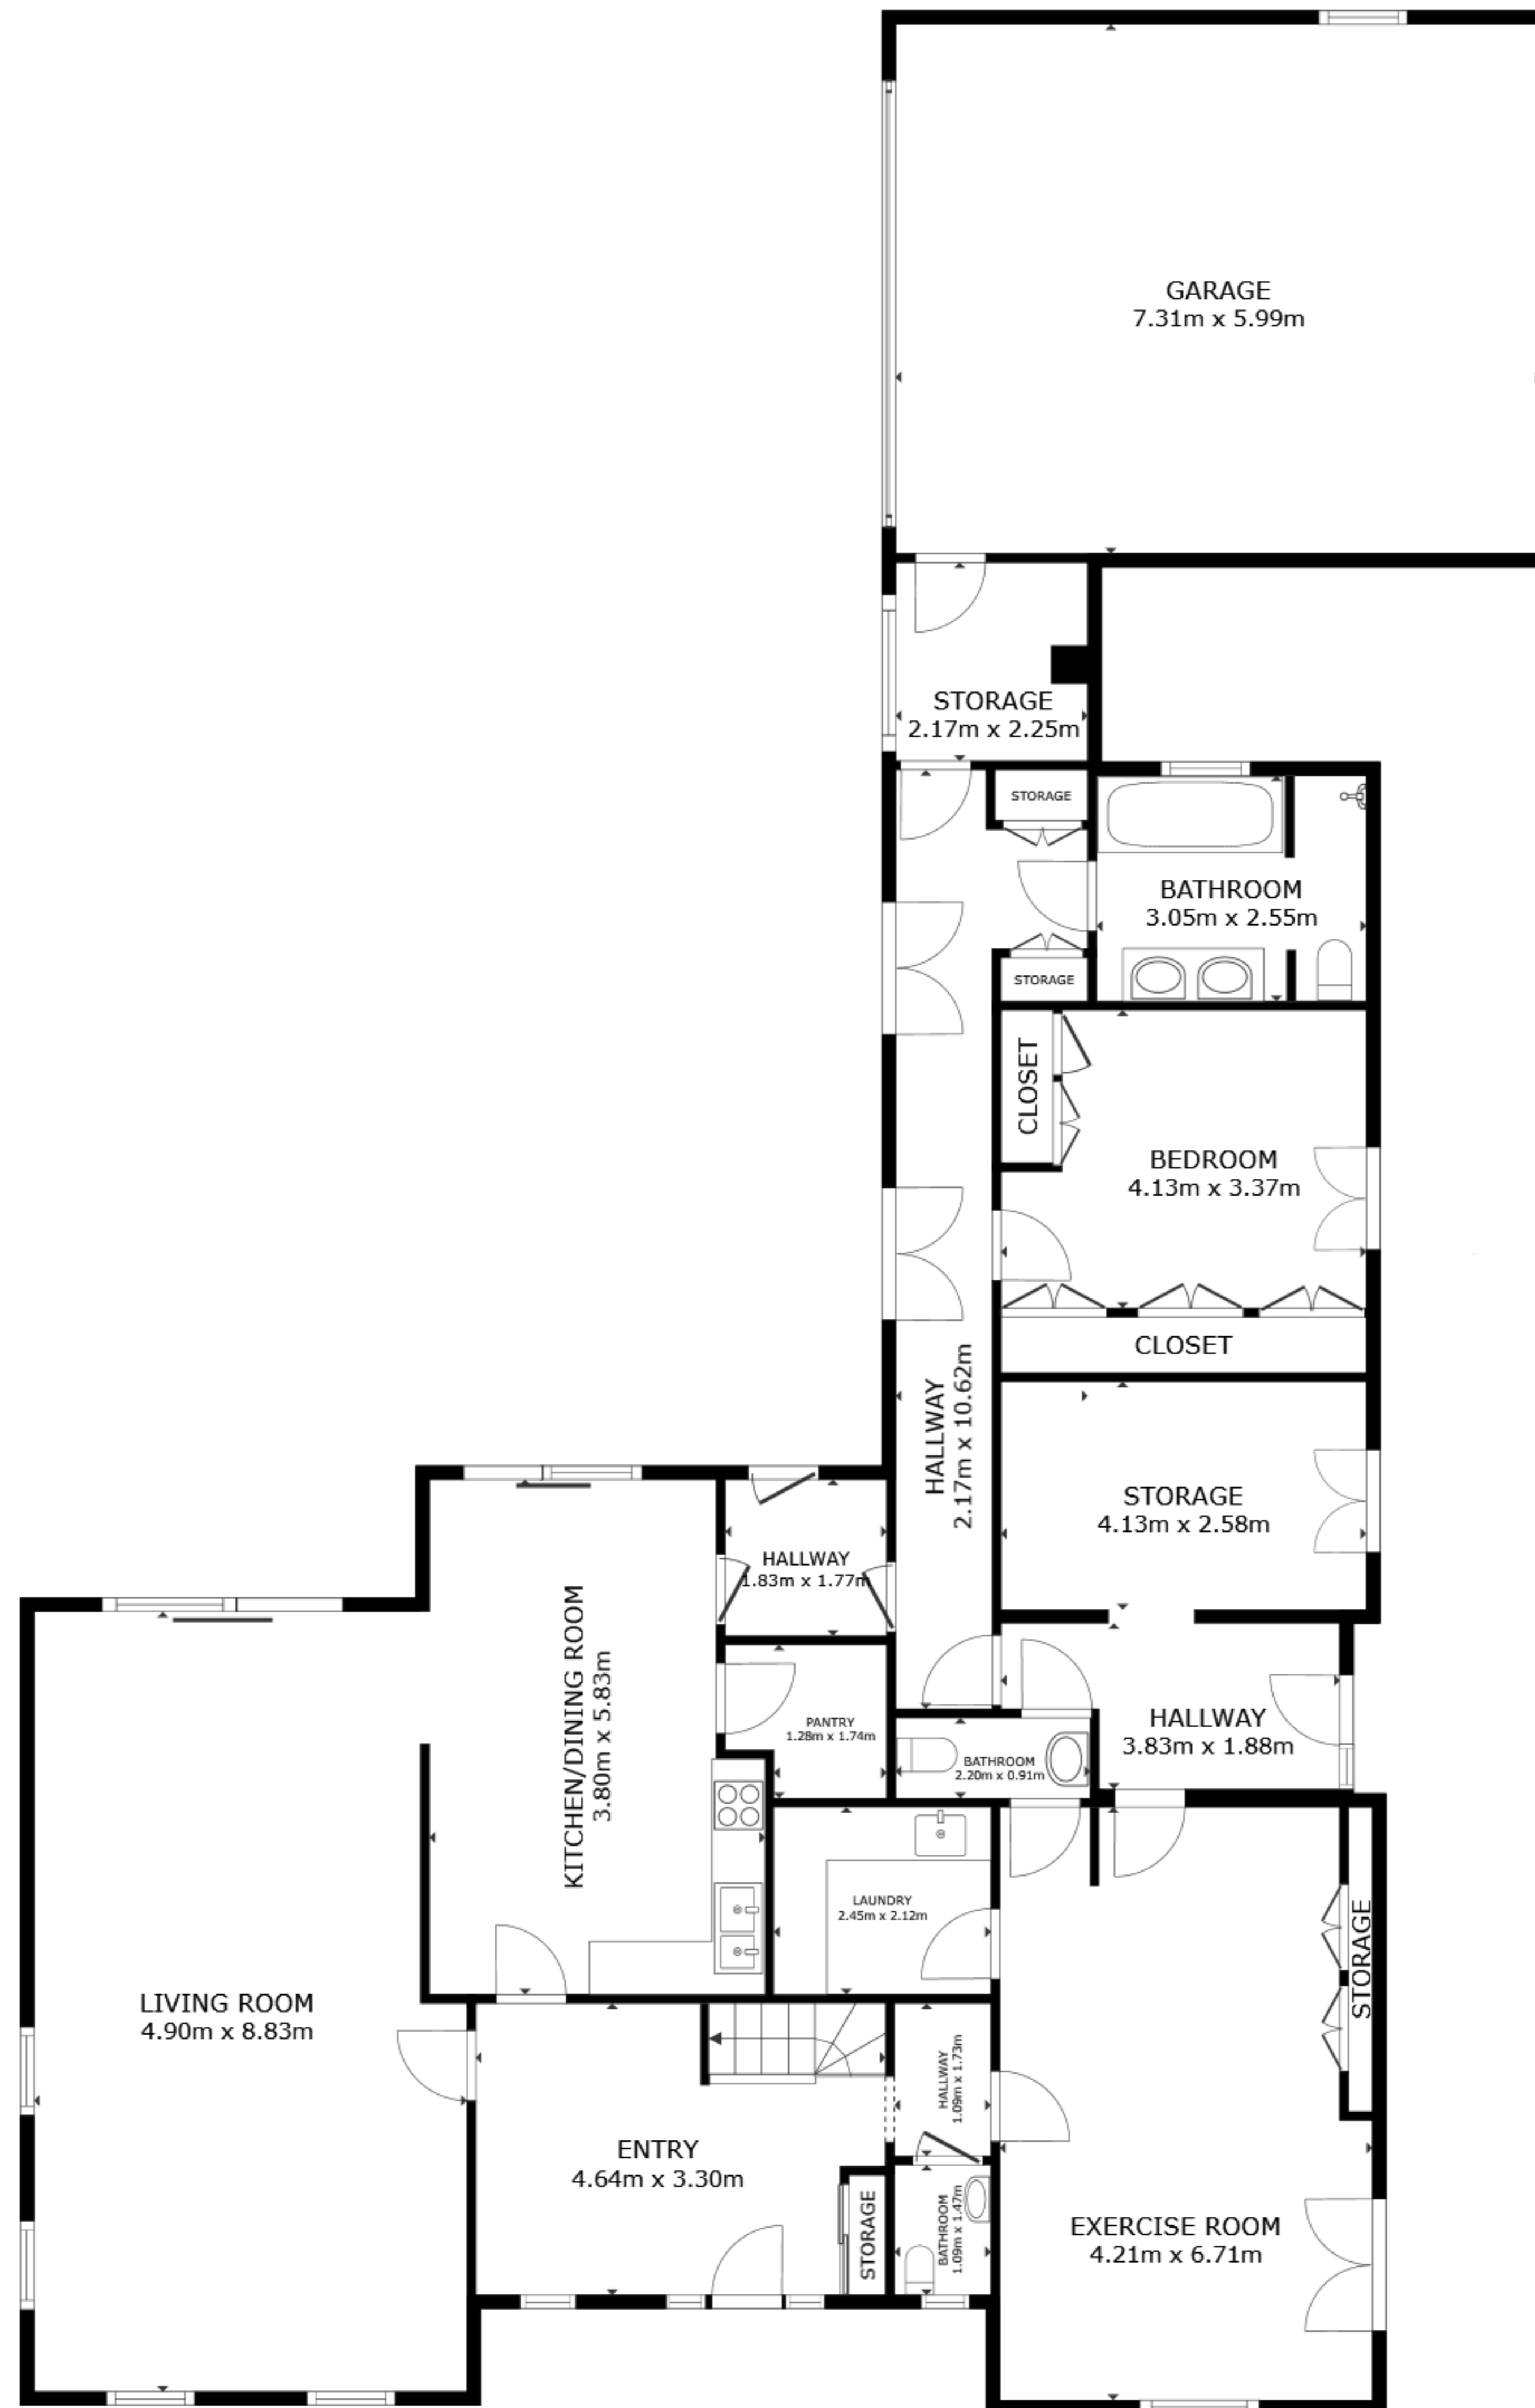 GARAGE
7.31m x 5.99m
STORAGE
2.17m x 2.25m
STORAGE
BATHROOM
3.05m x 2.55m
STORAGE
CLOSET
BEDROOM
4.13m x 3.37m
CLOSET
HALLWAY
2.17m x 10.62m
STORAGE
4.13m x 2.58m
HALLWAY
1.83m x 1.77m
KITCHEN/DINING ROOM
3.80m x 5.83m
PANTRY
1.28m x 1.74m
BATHROOM
2.20m x 0.91m
HALLWAY
3.83m x 1.88m
LAUNDRY
2.45m x 2.12m
STORAGE
LIVING ROOM
4.90m x 8.83m
HALLWAY
1.09m x 1.73m
ENTRY
4.64m x 3.30m
STORAGE
BATHROOM
1.09m x 1.47m
EXERCISE ROOM
4.21m x 6.71m